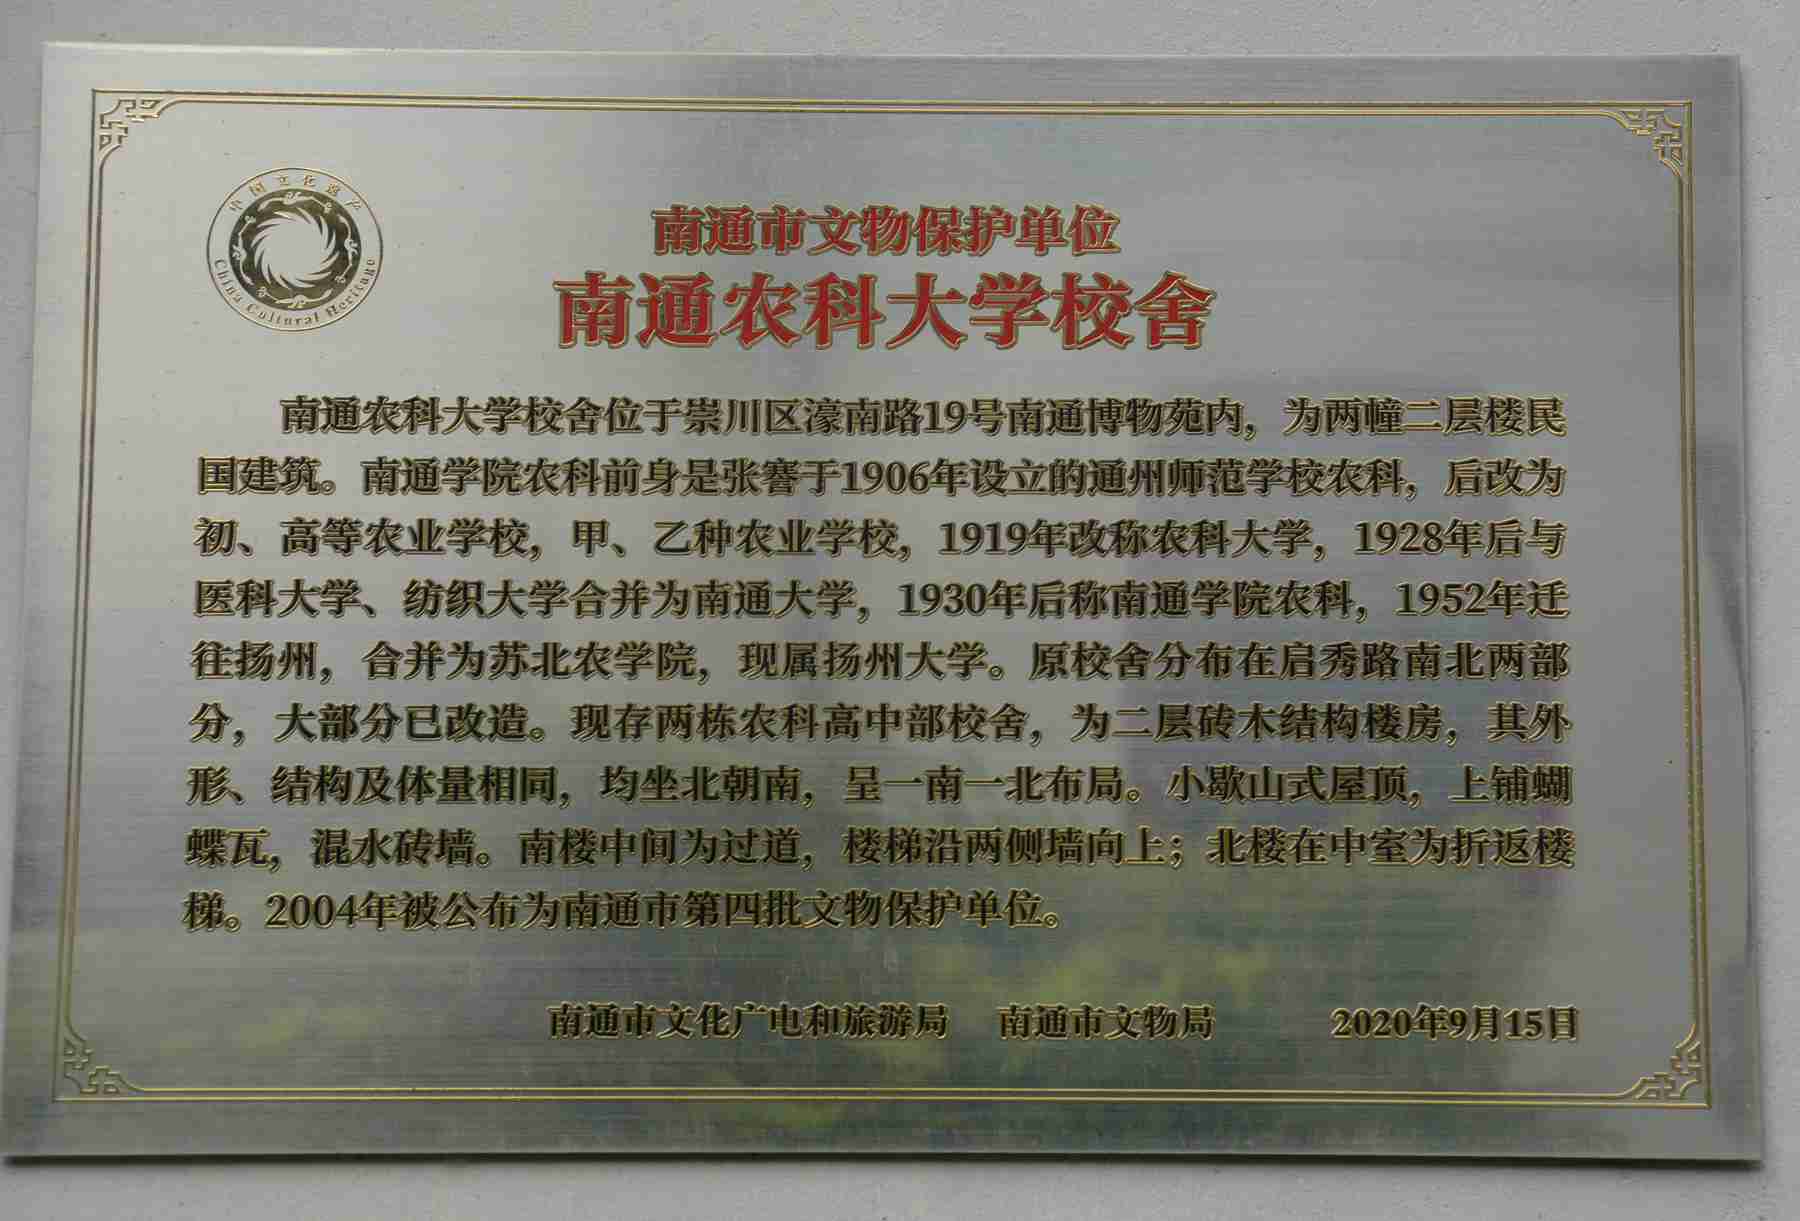 中国文化遗产
China Cultural Heritage
南通市文物保护单位
南通农科大学校舍
南通农科大学校舍位于崇川区濠南路19号南通博物苑内，为两幢二层楼民
国建筑。南通学院农科前身是张謇于1906年设立的通州师范学校农科，后改为
初、高等农业学校，甲、乙种农业学校，1919年改称农科大学，1928年后与
医科大学、纺织大学合并为南通大学，1930年后称南通学院农科，1952年迁
往扬州，合并为苏北农学院，现属扬州大学。原校舍分布在启秀路南北两部
分，大部分已改造。现存两栋农科高中部校舍，为二层砖木结构楼房，其外
形、结构及体量相同，均坐北朝南，呈一南一北布局。小歇山式屋顶，上铺蝴
蝶瓦，混水砖墙。南楼中间为过道，楼梯沿两侧墙向上；北楼在中室为折返楼
梯。2004年被公布为南通市第四批文物保护单位。
南通市文化广电和旅游局 南通市文物局 2020年9月15日